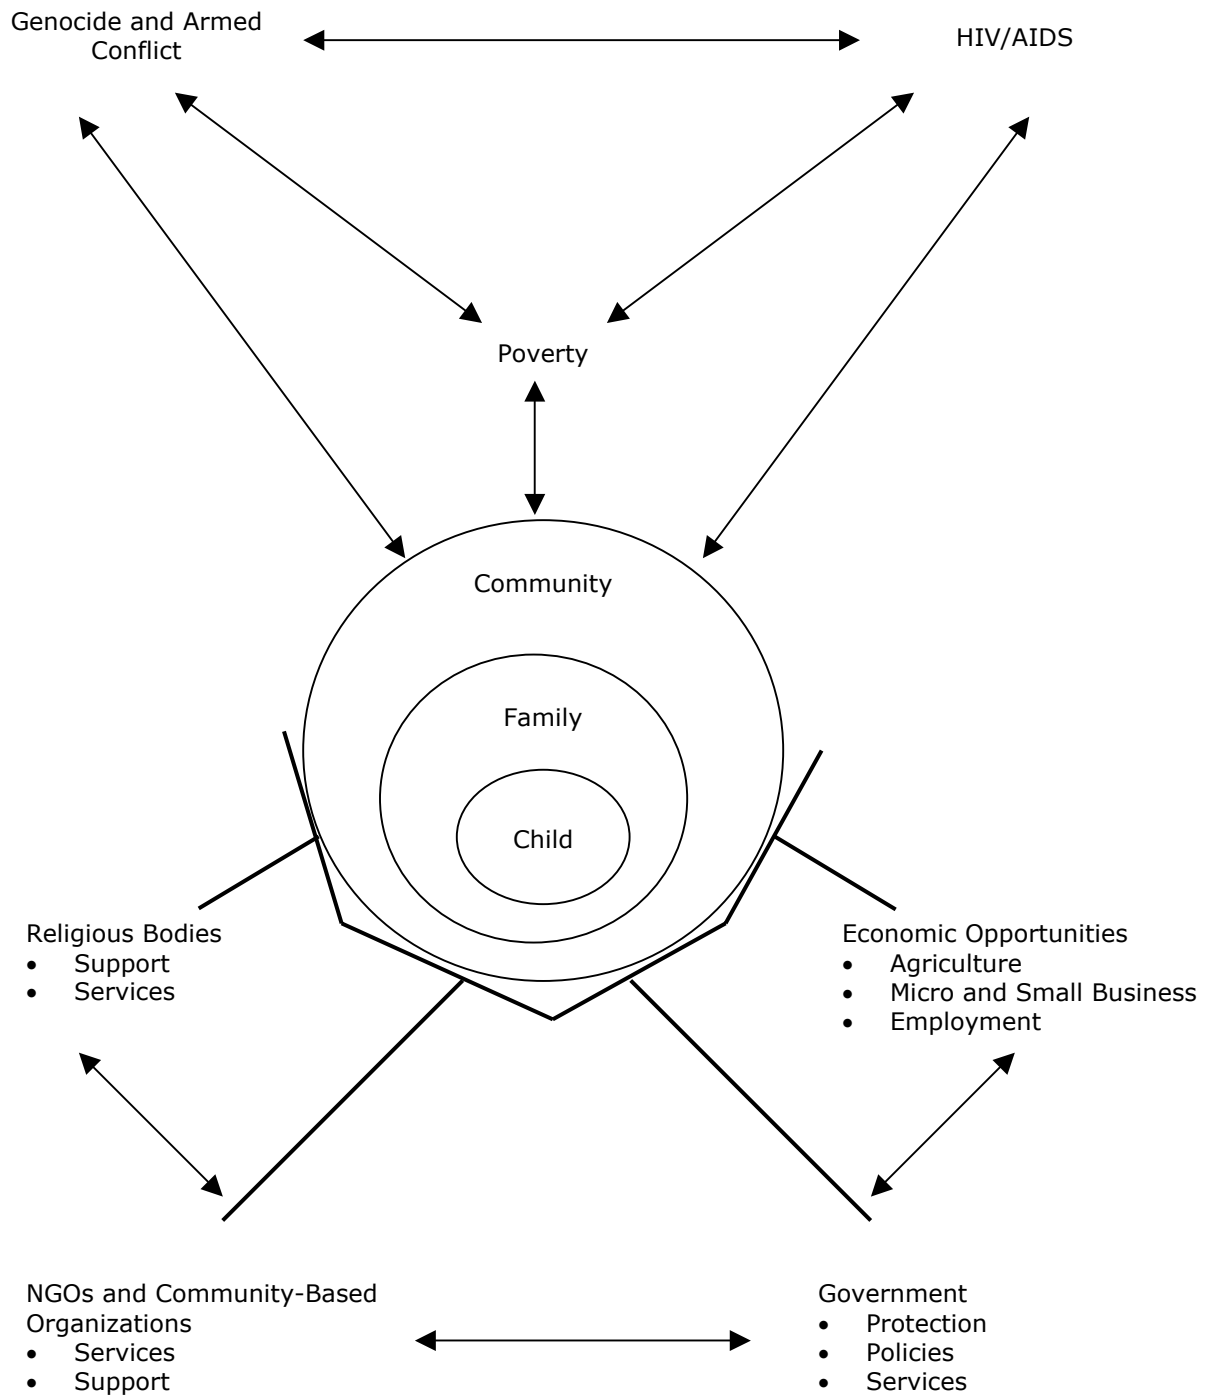 Genocide and Armed
Conflict
HIV/AIDS
Poverty
Community
Family
Child
Religious Bodies
• Support
• Services
Economic Opportunities
• Agriculture
• Micro and Small Business
• Employment
NGOs and Community-Based
Organizations
• Services
• Support
Government
• Protection
• Policies
• Services